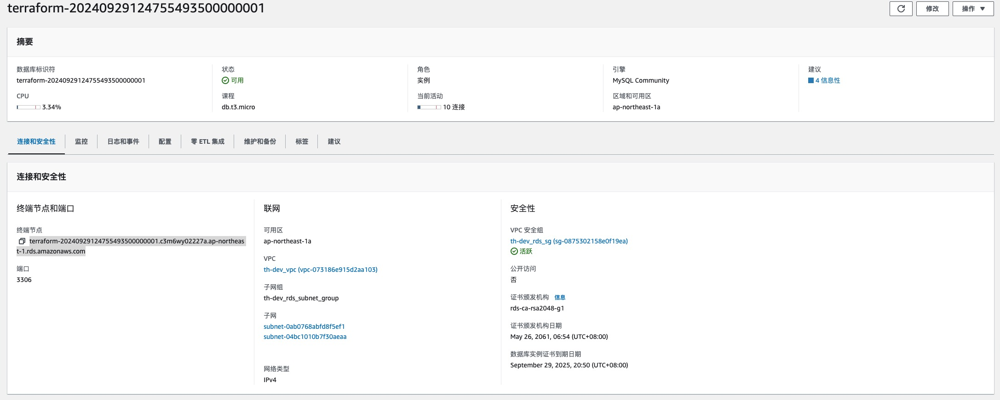 terraform-20240929124755493500000001
修改
操作
摘要
数据库标识符
terraform-20240929124755493500000001
CPU
3.34%
状态
可用
课程
db.t3.micro
角色
实例
当前活动
10 连接
引擎
MySQL Community
区域和可用区
ap-northeast-1a
建议
4 信息性
连接和安全性
监控
日志和事件
配置
零 ETL 集成
维护和备份
标签
建议
连接和安全性
终端节点和端口
终端节点
terraform-20240929124755493500000001.c3m6wy02227a.ap-northeas
t-1.rds.amazonaws.com
端口
3306
联网
可用区
ap-northeast-1a
VPC
th-dev_vpc (vpc-073186e915d2aa103)
子网组
th-dev_rds_subnet_group
子网
subnet-0ab0768abfd8f5ef1
subnet-04bc1010b7f30aeaa
网络类型
IPv4
安全性
VPC 安全组
th-dev_rds_sg (sg-0875302158e0f19ea)
活跃
公开访问
否
证书颁发机构 信息
rds-ca-rsa2048-g1
证书颁发机构日期
May 26, 2061, 06:54 (UTC+08:00)
数据库实例证书到期日期
September 29, 2025, 20:50 (UTC+08:00)